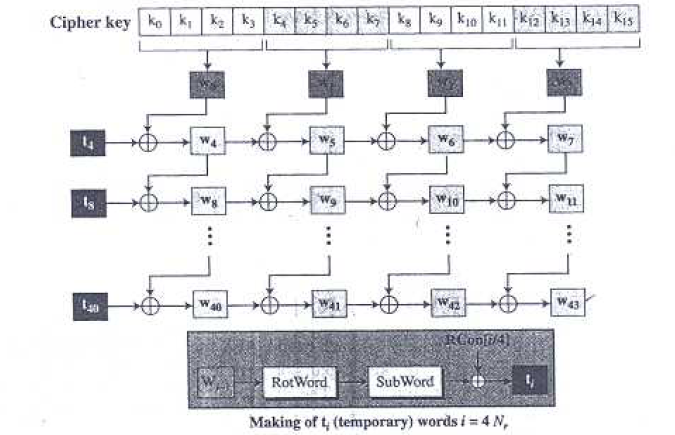 Cipher key k0 k1 k2 k3 k4 k5 k6 k7 k8 k9 k10 k11 k12 k13 k14 k15
t4 w4 w5 w6 w7
t8 w8 w9 w10 w11
t40 w40 w41 w42 w43
RCon[i/4]
Wi-1 RotWord SubWord ti
Making of ti (temporary) words i = 4 Nr